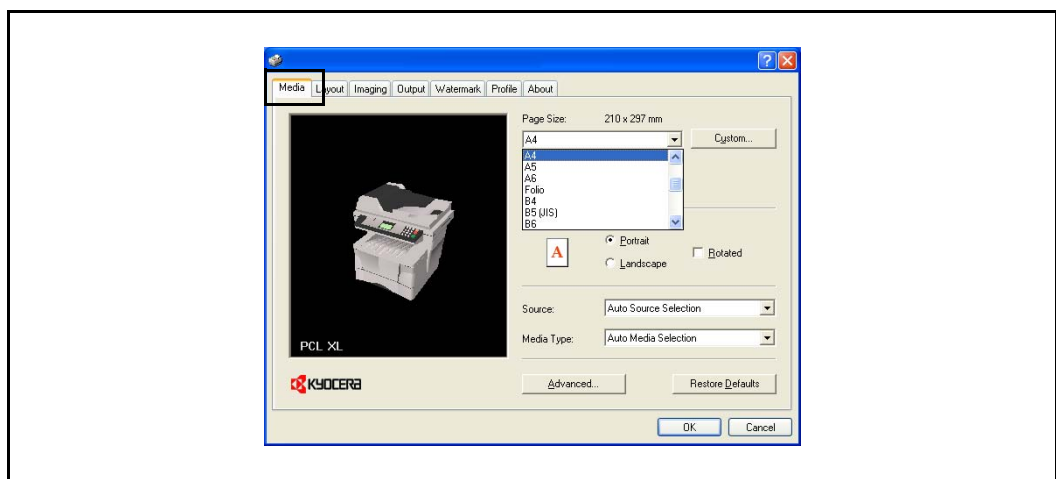 Media Layout Imaging Output Watermark Profile About
Page Size: 210 x 297 mm
A4 Custom...
A4
A5
A6
Folio
B4
B5 (JIS)
B6
A Portrait Rotated
Landscape
Source: Auto Source Selection
Media Type: Auto Media Selection
PCL XL
KYOCERA Advanced... Restore Defaults
OK Cancel